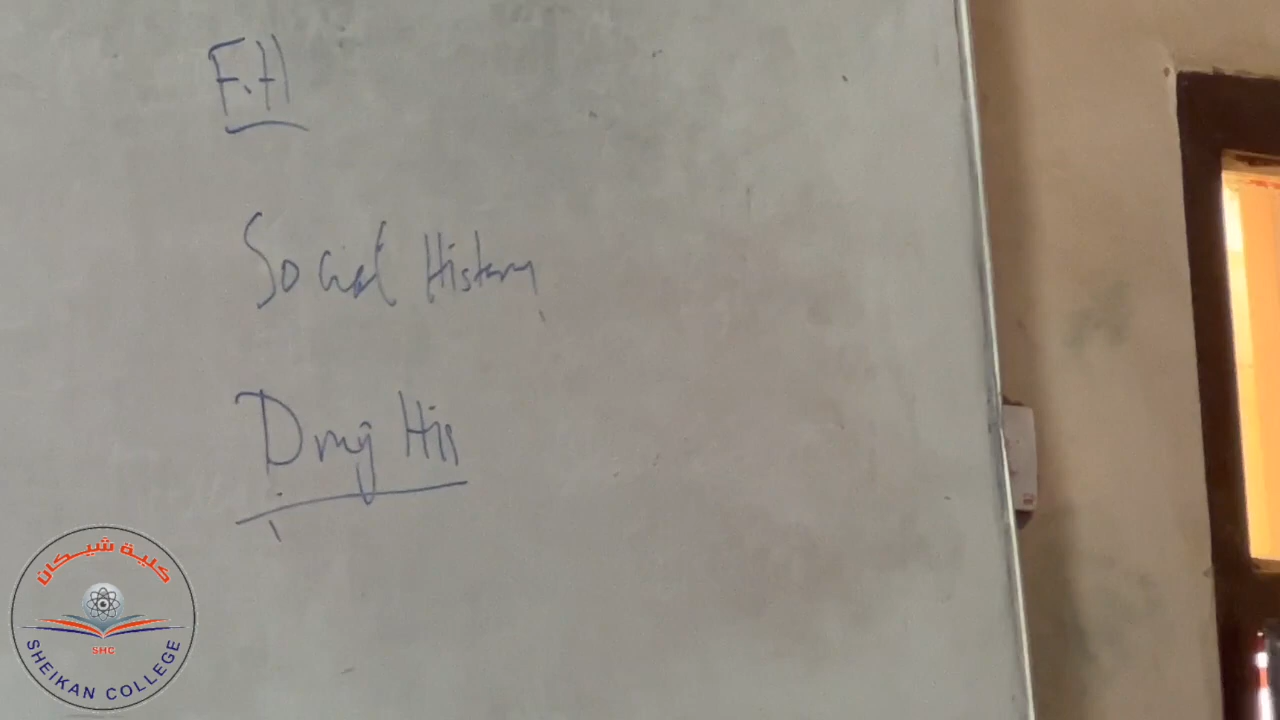 F.H
Social History
Drug His
كلية شيكان
SHC
SHEIKAN COLLEGE